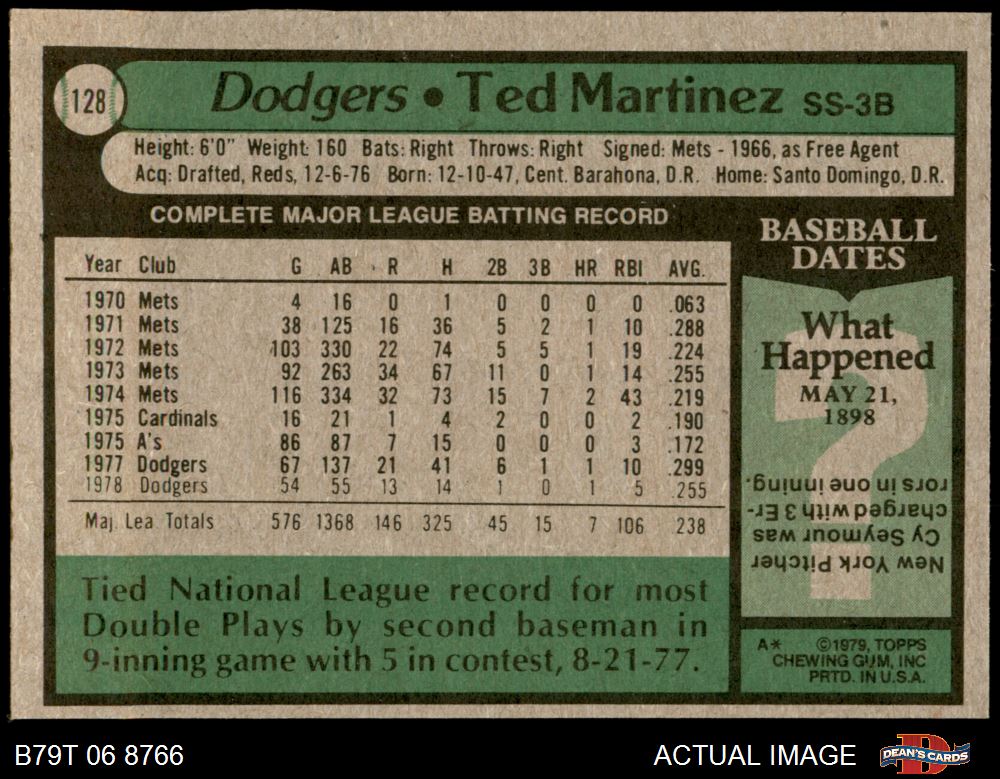 128
Dodgers • Ted Martinez SS-3B
Height: 6'0" Weight: 160 Bats: Right Throws: Right Signed: Mets - 1966, as Free Agent
Acq: Drafted, Reds, 12-6-76 Born: 12-10-47, Cent. Barahona, D.R. Home: Santo Domingo, D.R.
COMPLETE MAJOR LEAGUE BATTING RECORD
Year Club G AB R H 2B 3B HR RBI AVG.
1970 Mets 4 16 0 1 0 0 0 0 .063
1971 Mets 38 125 16 36 5 2 1 10 .288
1972 Mets 103 330 22 74 5 5 1 19 .224
1973 Mets 92 263 34 67 11 0 1 14 .255
1974 Mets 116 334 32 73 15 7 2 43 .219
1975 Cardinals 16 21 1 4 2 0 0 2 .190
1975 A's 86 87 7 15 0 0 0 3 .172
1977 Dodgers 67 137 21 41 6 1 1 10 .299
1978 Dodgers 54 55 13 14 1 0 1 5 .255
Maj. Lea. Totals 576 1368 146 325 45 15 7 106 .238
Tied National League record for most
Double Plays by second baseman in
9-inning game with 5 in contest, 8-21-77.
BASEBALL
DATES
What
Happened
MAY 21,
1898
?
New York Pitcher
Cy Seymour was
charged with 3 Er-
rors in one inning.
A* ©1979, TOPPS
CHEWING GUM, INC
PRTD. IN U.S.A.
B79T 06 8766
ACTUAL IMAGE
D
DEAN'S CARDS